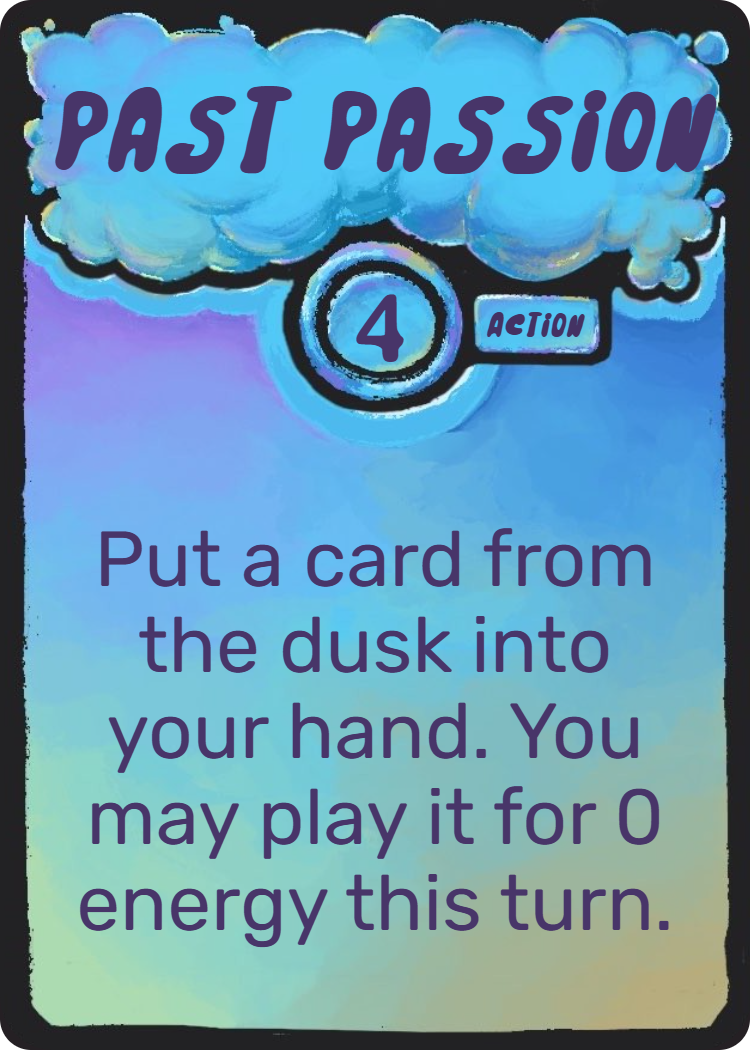 PAST PASSION
4
ACTION
Put a card from
the dusk into
your hand. You
may play it for 0
energy this turn.